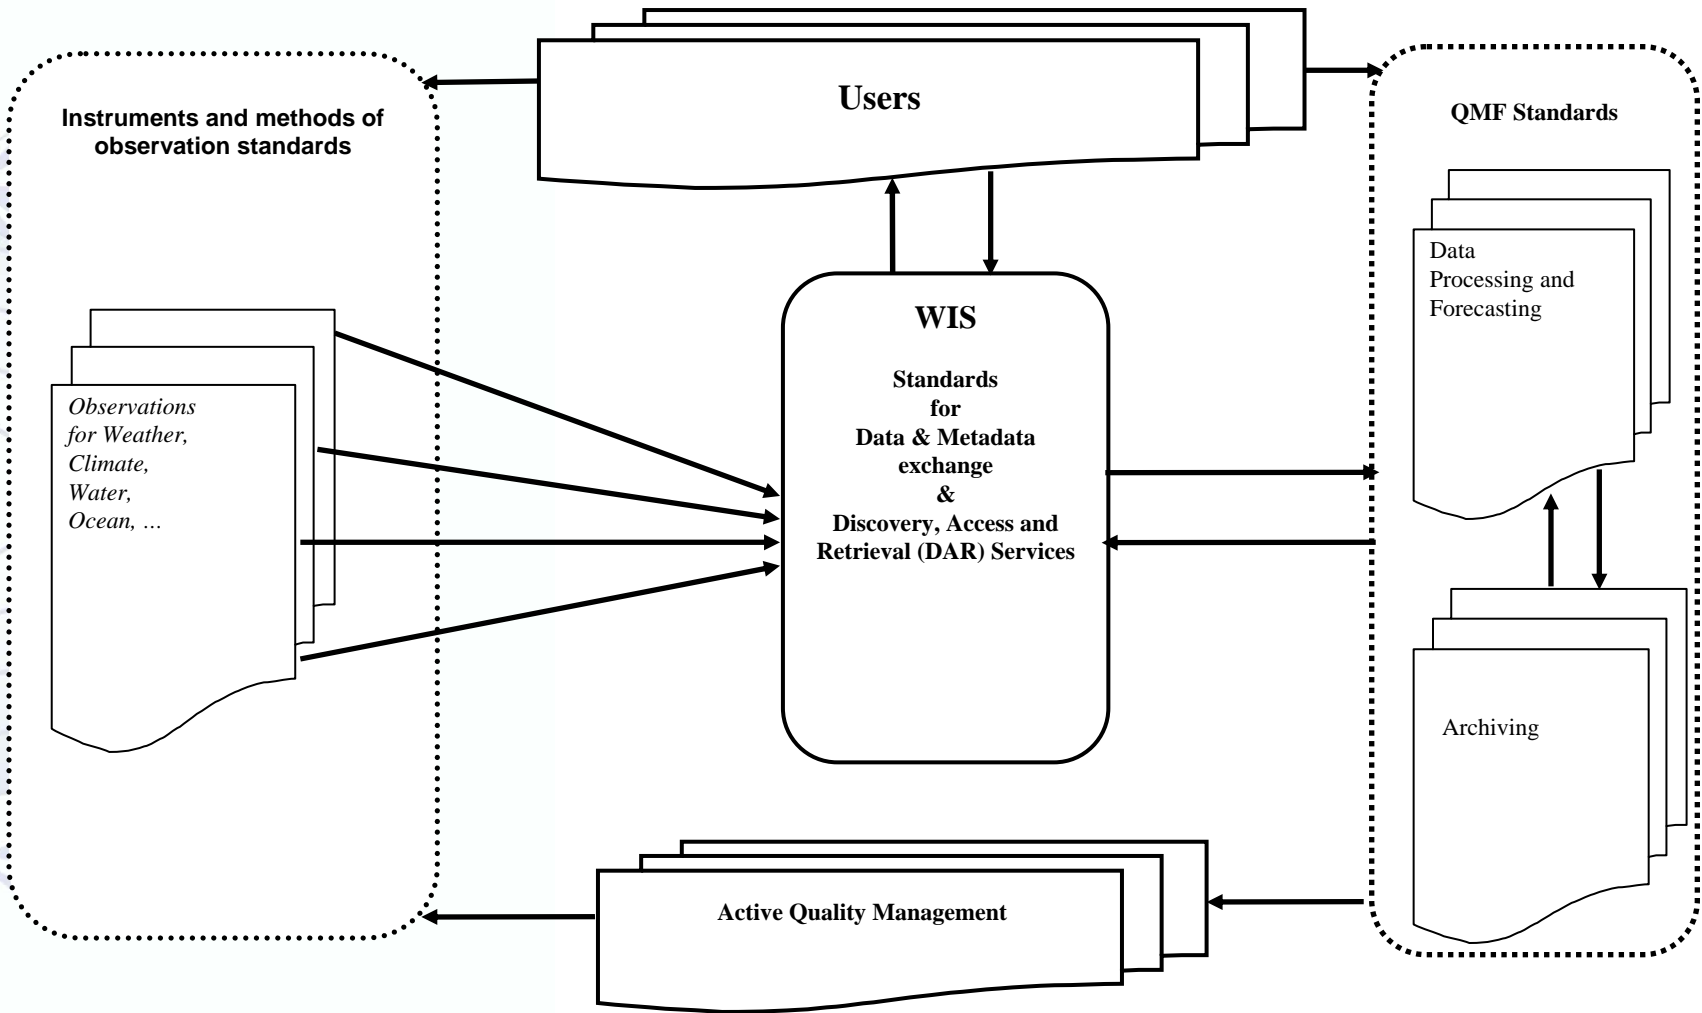 Users
Instruments and methods of
observation standards
QMF Standards
Data
Processing and
Forecasting
WIS
Standards
for
Data & Metadata
exchange
&
Discovery, Access and
Retrieval (DAR) Services
Observations
for Weather,
Climate,
Water,
Ocean, …
Archiving
Active Quality Management